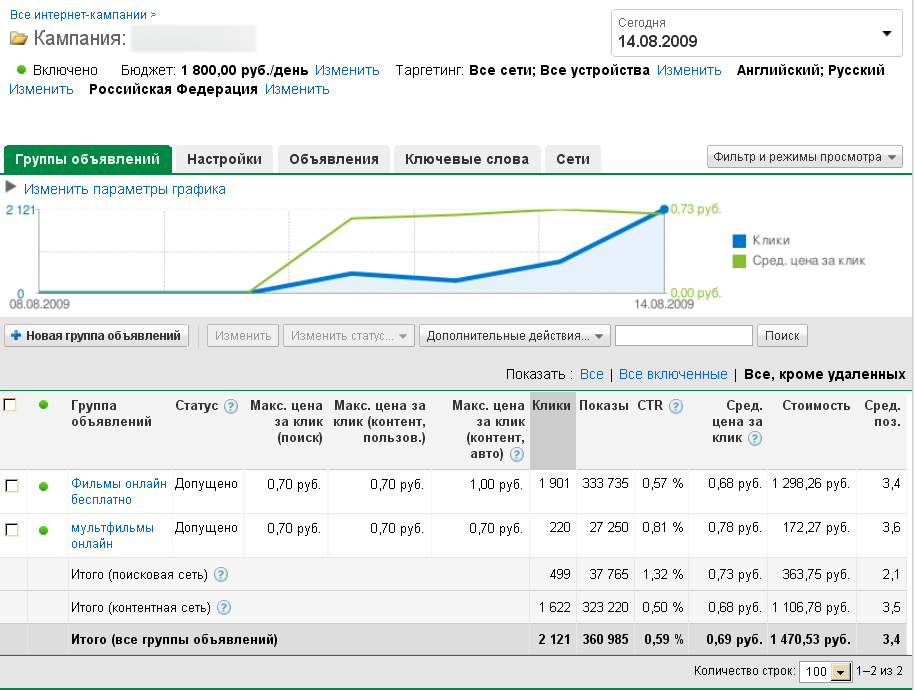 Все интернет-кампании >
Кампания:
Сегодня
14.08.2009
Включено Бюджет: 1 800,00 руб./день Изменить Таргетинг: Все сети; Все устройства Изменить Английский; Русский
Изменить Российская Федерация Изменить
Группы объявлений Настройки Объявления Ключевые слова Сети Фильтр и режимы просмотра
Изменить параметры графика
2 121 0,73 руб.
Клики
Сред. цена за клик
0 0,00 руб.
08.08.2009 14.08.2009
Новая группа объявлений Изменить Изменить статус... Дополнительные действия... Поиск
Показать : Все | Все включенные | Все, кроме удаленных
Группа Статус ? Макс. цена Макс. цена за Макс. цена Клики Показы CTR ? Сред. Стоимость Сред.
объявлений за клик клик (контент, за клик цена за поз.
(поиск) пользов.) (контент, клик ?
авто) ?
Фильмы онлайн Допущено 0,70 руб. 0,70 руб. 1,00 руб. 1 901 333 735 0,57 % 0,68 руб. 1 298,26 руб. 3,4
бесплатно
мультфильмы Допущено 0,70 руб. 0,70 руб. 0,70 руб. 220 27 250 0,81 % 0,78 руб. 172,27 руб. 3,6
онлайн
Итого (поисковая сеть) ? 499 37 765 1,32 % 0,73 руб. 363,75 руб. 2,1
Итого (контентная сеть) ? 1 622 323 220 0,50 % 0,68 руб. 1 106,78 руб. 3,5
Итого (все группы объявлений) 2 121 360 985 0,59 % 0,69 руб. 1 470,53 руб. 3,4
Количество строк: 100 1–2 из 2